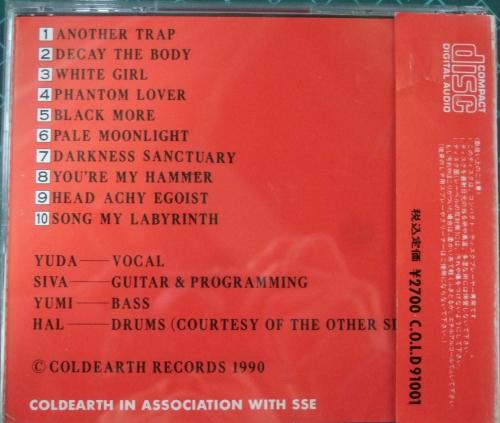 1 ANOTHER TRAP
2 DECAY THE BODY
3 WHITE GIRL
4 PHANTOM LOVER
5 BLACK MORE
6 PALE MOONLIGHT
7 DARKNESS SANCTUARY
8 YOU'RE MY HAMMER
9 HEAD ACHY EGOIST
10 SONG MY LABYRINTH
YUDA——VOCAL
SIVA——GUITAR & PROGRAMMING
YUMI——BASS
HAL——DRUMS (COURTESY OF THE OTHER
© COLDEARTH RECORDS 1990
COLDEARTH IN ASSOCIATION WITH SSE
COMPACT
disc
DIGITAL AUDIO
税込定価 ¥2700 C.O.L.D 91001